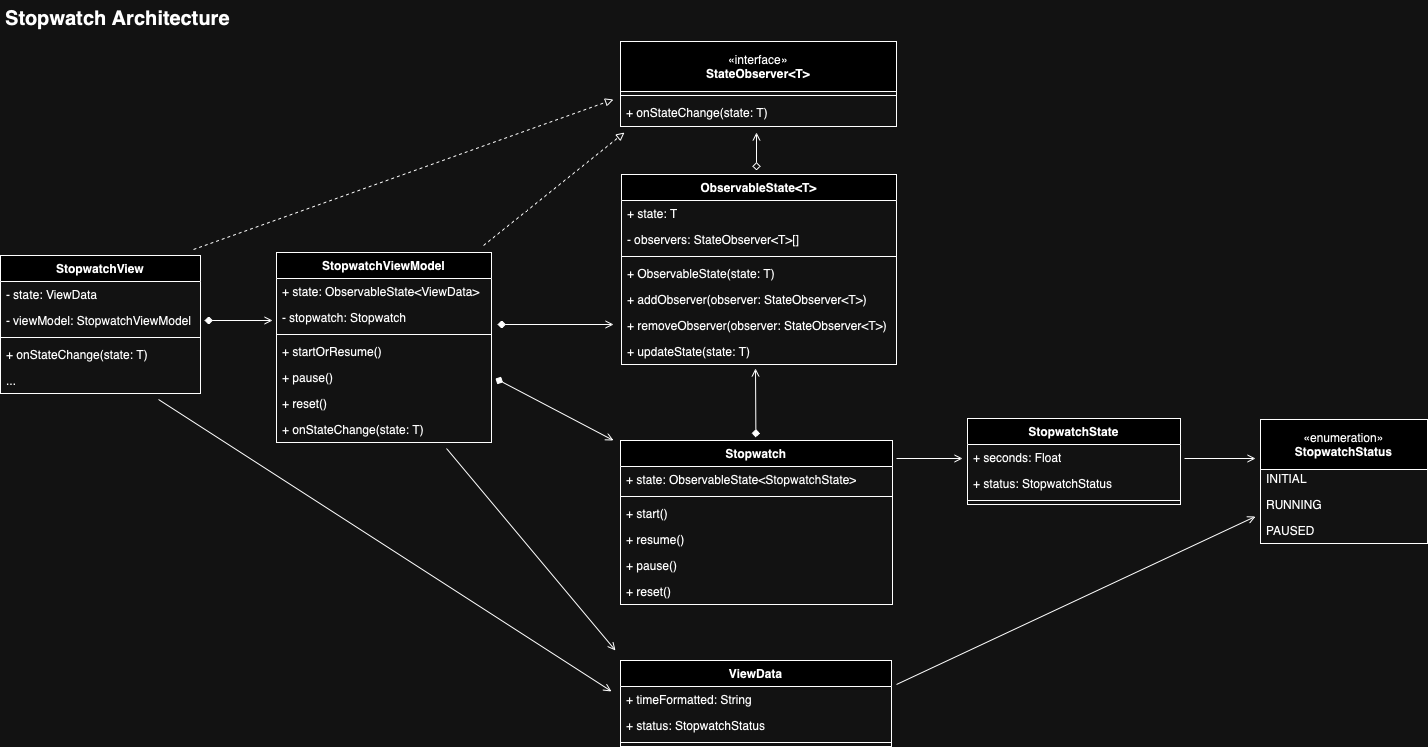 Stopwatch Architecture
«interface»
StateObserver<T>
+ onStateChange(state: T)
ObservableState<T>
+ state: T
- observers: StateObserver<T>[]
+ ObservableState(state: T)
+ addObserver(observer: StateObserver<T>)
+ removeObserver(observer: StateObserver<T>)
+ updateState(state: T)
StopwatchView
- state: ViewData
- viewModel: StopwatchViewModel
+ onStateChange(state: T)
...
StopwatchViewModel
+ state: ObservableState<ViewData>
- stopwatch: Stopwatch
+ startOrResume()
+ pause()
+ reset()
+ onStateChange(state: T)
Stopwatch
+ state: ObservableState<StopwatchState>
+ start()
+ resume()
+ pause()
+ reset()
StopwatchState
+ seconds: Float
+ status: StopwatchStatus
«enumeration»
StopwatchStatus
INITIAL
RUNNING
PAUSED
ViewData
+ timeFormatted: String
+ status: StopwatchStatus